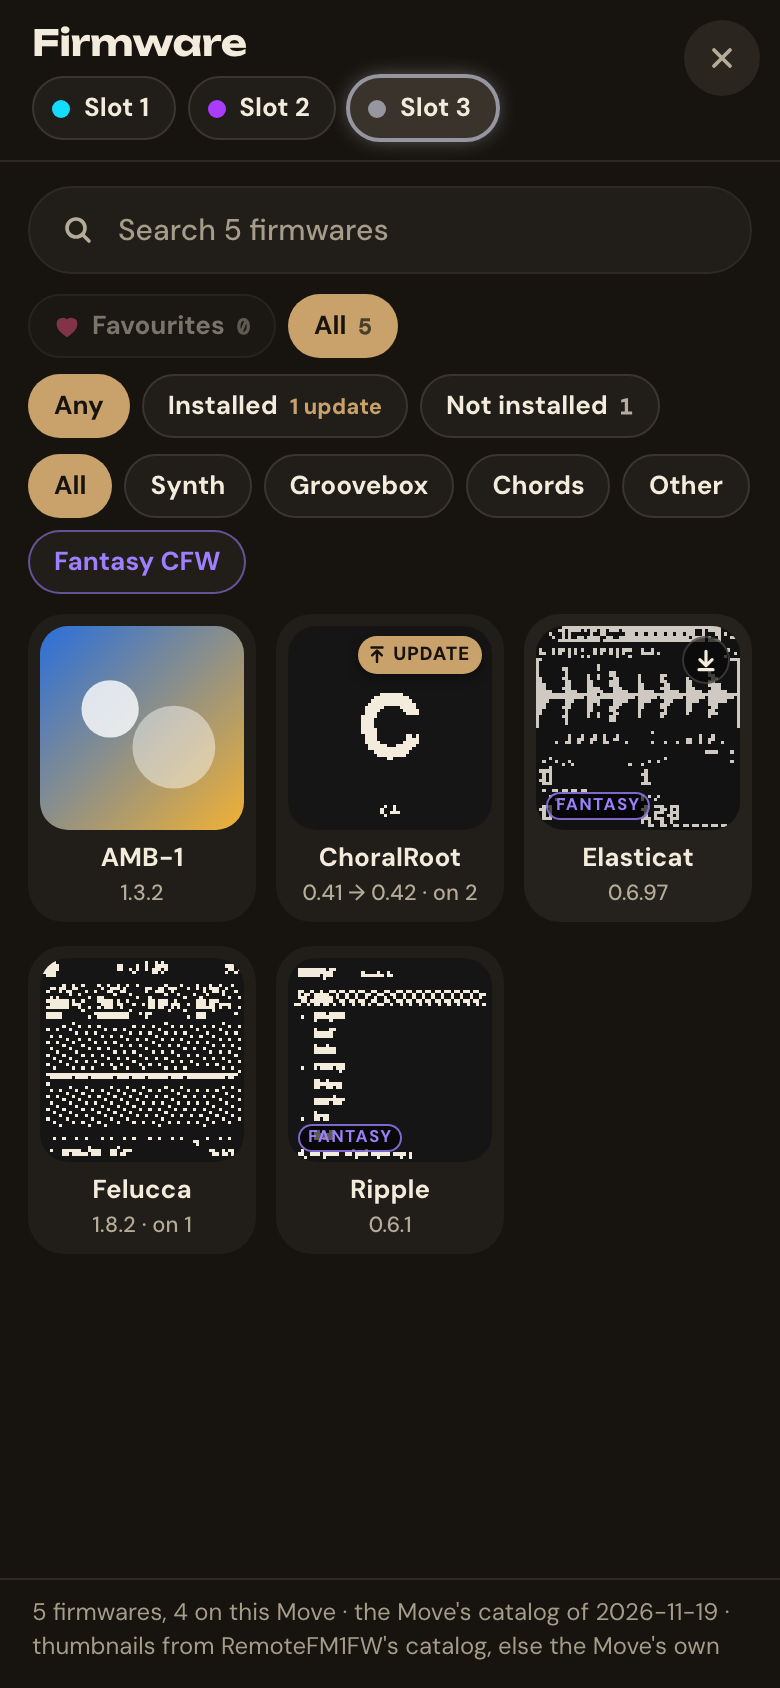 Firmware
Slot 1
Slot 2
Slot 3
Search 5 firmwares
Favourites 0
All 5
Any
Installed 1 update
Not installed 1
All
Synth
Groovebox
Chords
Other
Fantasy CFW
AMB-1
1.3.2
UPDATE
C
ChoralRoot
0.41 → 0.42 · on 2
FANTASY
Elasticat
0.6.97
Felucca
1.8.2 · on 1
FANTASY
Ripple
0.6.1
5 firmwares, 4 on this Move · the Move's catalog of 2026-11-19 ·
thumbnails from RemoteFM1FW's catalog, else the Move's own